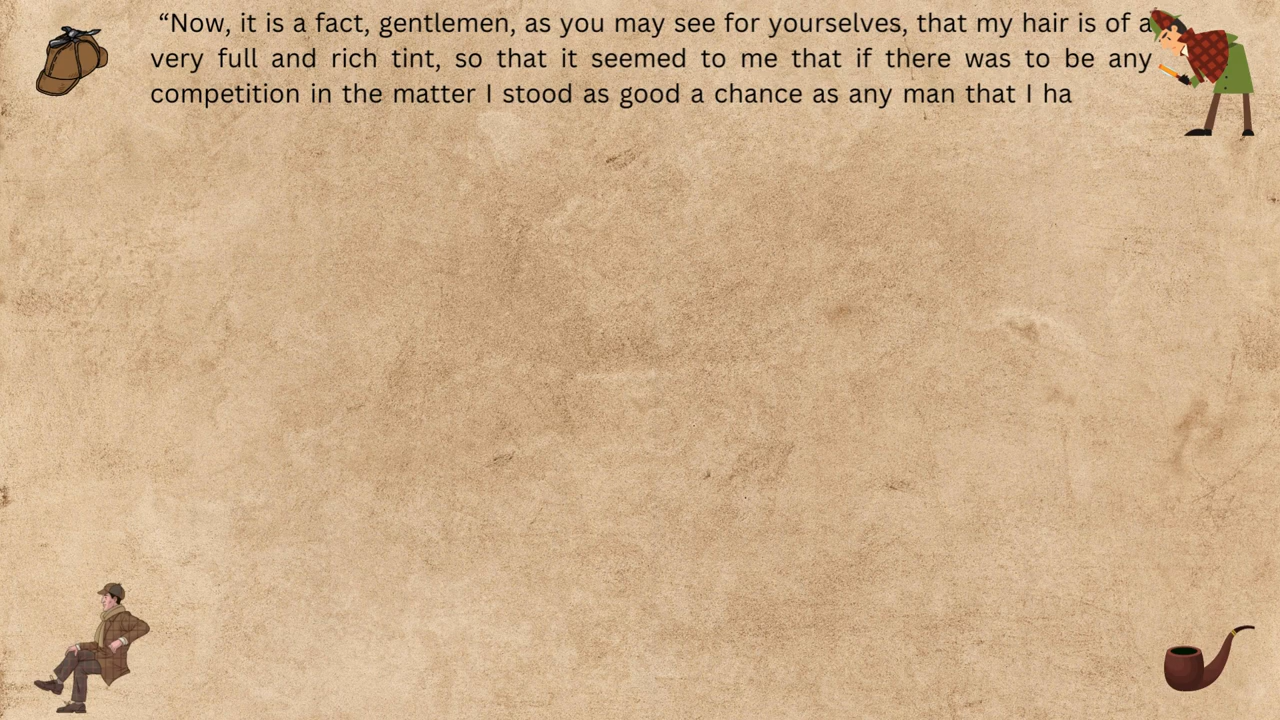 “Now, it is a fact, gentlemen, as you may see for yourselves, that my hair is of a
very full and rich tint, so that it seemed to me that if there was to be any
competition in the matter I stood as good a chance as any man that I ha